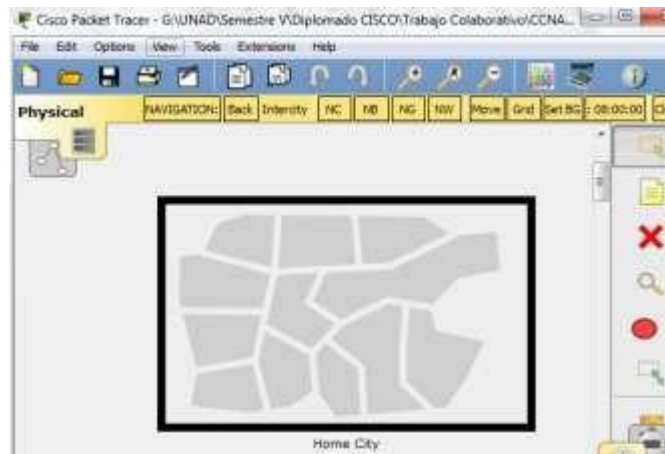 Cisco Packet Tracer - G:\UNAD\Semestre V\Diplomado CISCO\Trabajo Colaborativo\CCNA...
File Edit Options View Tools Extensions Help
Physical NAVIGATION: Back Intercity NC NB NG NW Move Grid Set BG : 08:00:00
Home City